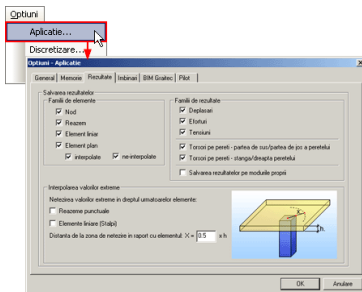 Optiuni
Aplicatie...
Discretizare...
Optiuni - Aplicatie
General Memorie Rezultate Imbinari BIM Graitec Pilot
Salvarea rezultatelor
Familii de elemente
Nod
Reazem
Element liniar
Element plan
interpolate ne-interpolate
Familii de rezultate
Deplasari
Eforturi
Tensiuni
Torsori pe pereti - partea de sus/partea de jos a peretelui
Torsori pe pereti - stanga/dreapta peretelui
Salvarea rezultatelor pe modurile proprii
Interpolarea valorilor extreme
Netezirea valorilor extreme in dreptul urmatoarelor elemente:
Reazeme punctuale
Elemente liniare (Stalpi)
Distanta de la zona de netezire in raport cu elementul: X = 0.5 x h
X
h
OK Anulare